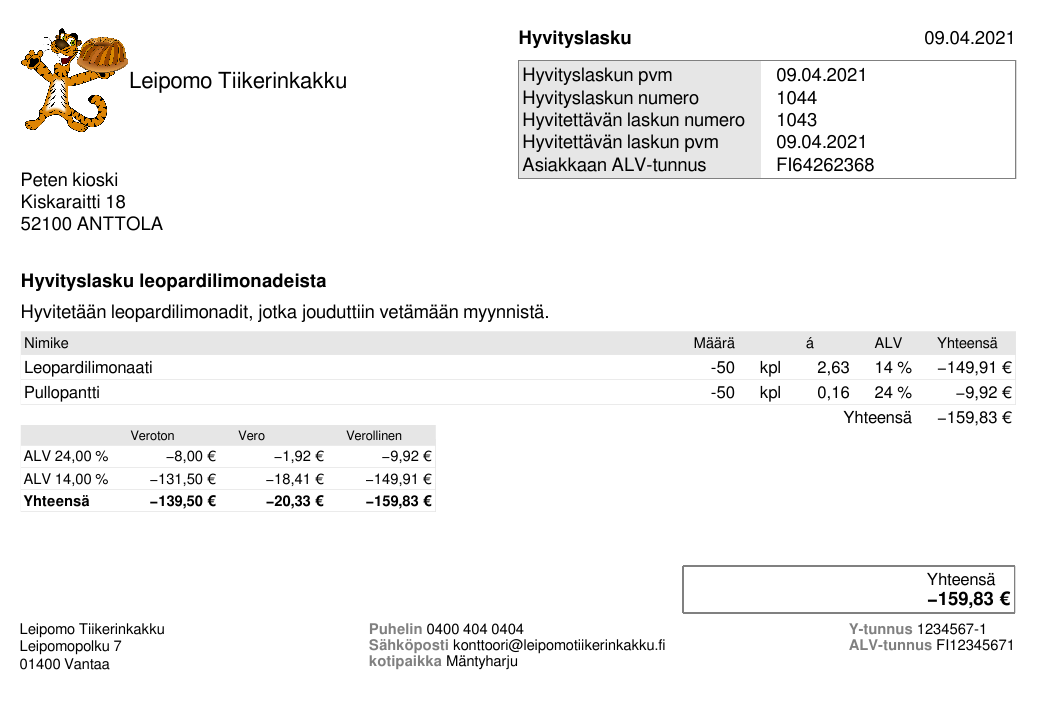 Leipomo Tiikerinkakku
Hyvityslasku 09.04.2021
Hyvityslaskun pvm 09.04.2021
Hyvityslaskun numero 1044
Hyvitettävän laskun numero 1043
Hyvitettävän laskun pvm 09.04.2021
Asiakkaan ALV-tunnus FI64262368
Peten kioski
Kiskaraitti 18
52100 ANTTOLA
Hyvityslasku leopardilimonadeista
Hyvitetään leopardilimonadit, jotka jouduttiin vetämään myynnistä.
Nimike Määrä á ALV Yhteensä
Leopardilimonaati -50 kpl 2,63 14 % −149,91 €
Pullopantti -50 kpl 0,16 24 % −9,92 €
Yhteensä −159,83 €
Veroton Vero Verollinen
ALV 24,00 % −8,00 € −1,92 € −9,92 €
ALV 14,00 % −131,50 € −18,41 € −149,91 €
Yhteensä −139,50 € −20,33 € −159,83 €
Yhteensä
−159,83 €
Leipomo Tiikerinkakku
Leipomopolku 7
01400 Vantaa
Puhelin 0400 404 0404
Sähköposti konttoori@leipomotiikerinkakku.fi
kotipaikka Mäntyharju
Y-tunnus 1234567-1
ALV-tunnus FI12345671